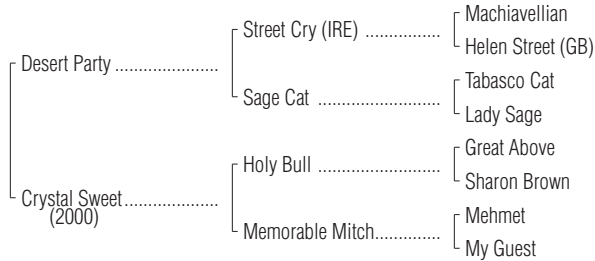 Machiavellian
Street Cry (IRE) ................
Helen Street (GB)
Desert Party ......................
Tabasco Cat
Sage Cat ..........................
Lady Sage
Great Above
Holy Bull ..........................
Sharon Brown
Crystal Sweet....................
(2000)
Mehmet
Memorable Mitch..............
My Guest